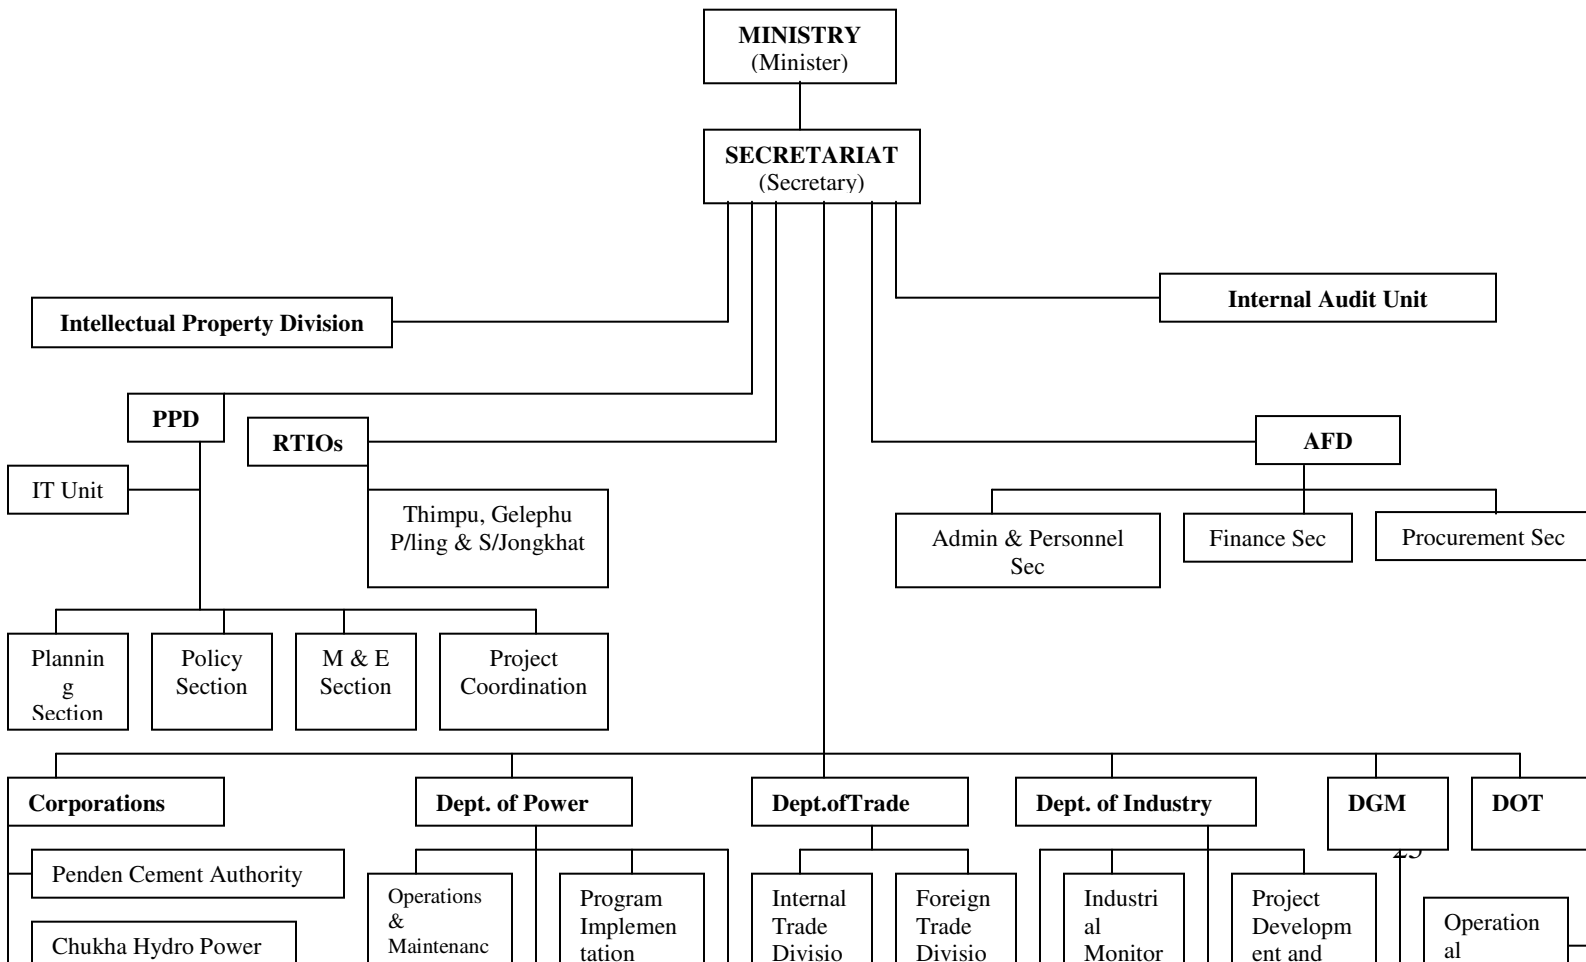 MINISTRY
(Minister)
SECRETARIAT
(Secretary)
Intellectual Property Division
Internal Audit Unit
PPD
RTIOs
AFD
IT Unit
Thimpu, Gelephu
P/ling & S/Jongkhat
Admin & Personnel
Sec
Finance Sec
Procurement Sec
Plannin
g
Section
Policy
Section
M & E
Section
Project
Coordination
Corporations
Dept. of Power
Dept.ofTrade
Dept. of Industry
DGM
DOT
Penden Cement Authority
Chukha Hydro Power
Operations
&
Maintenanc
Program
Implemen
tation
Internal
Trade
Divisio
Foreign
Trade
Divisio
Industri
al
Monitor
Project
Developm
ent and
Operation
al